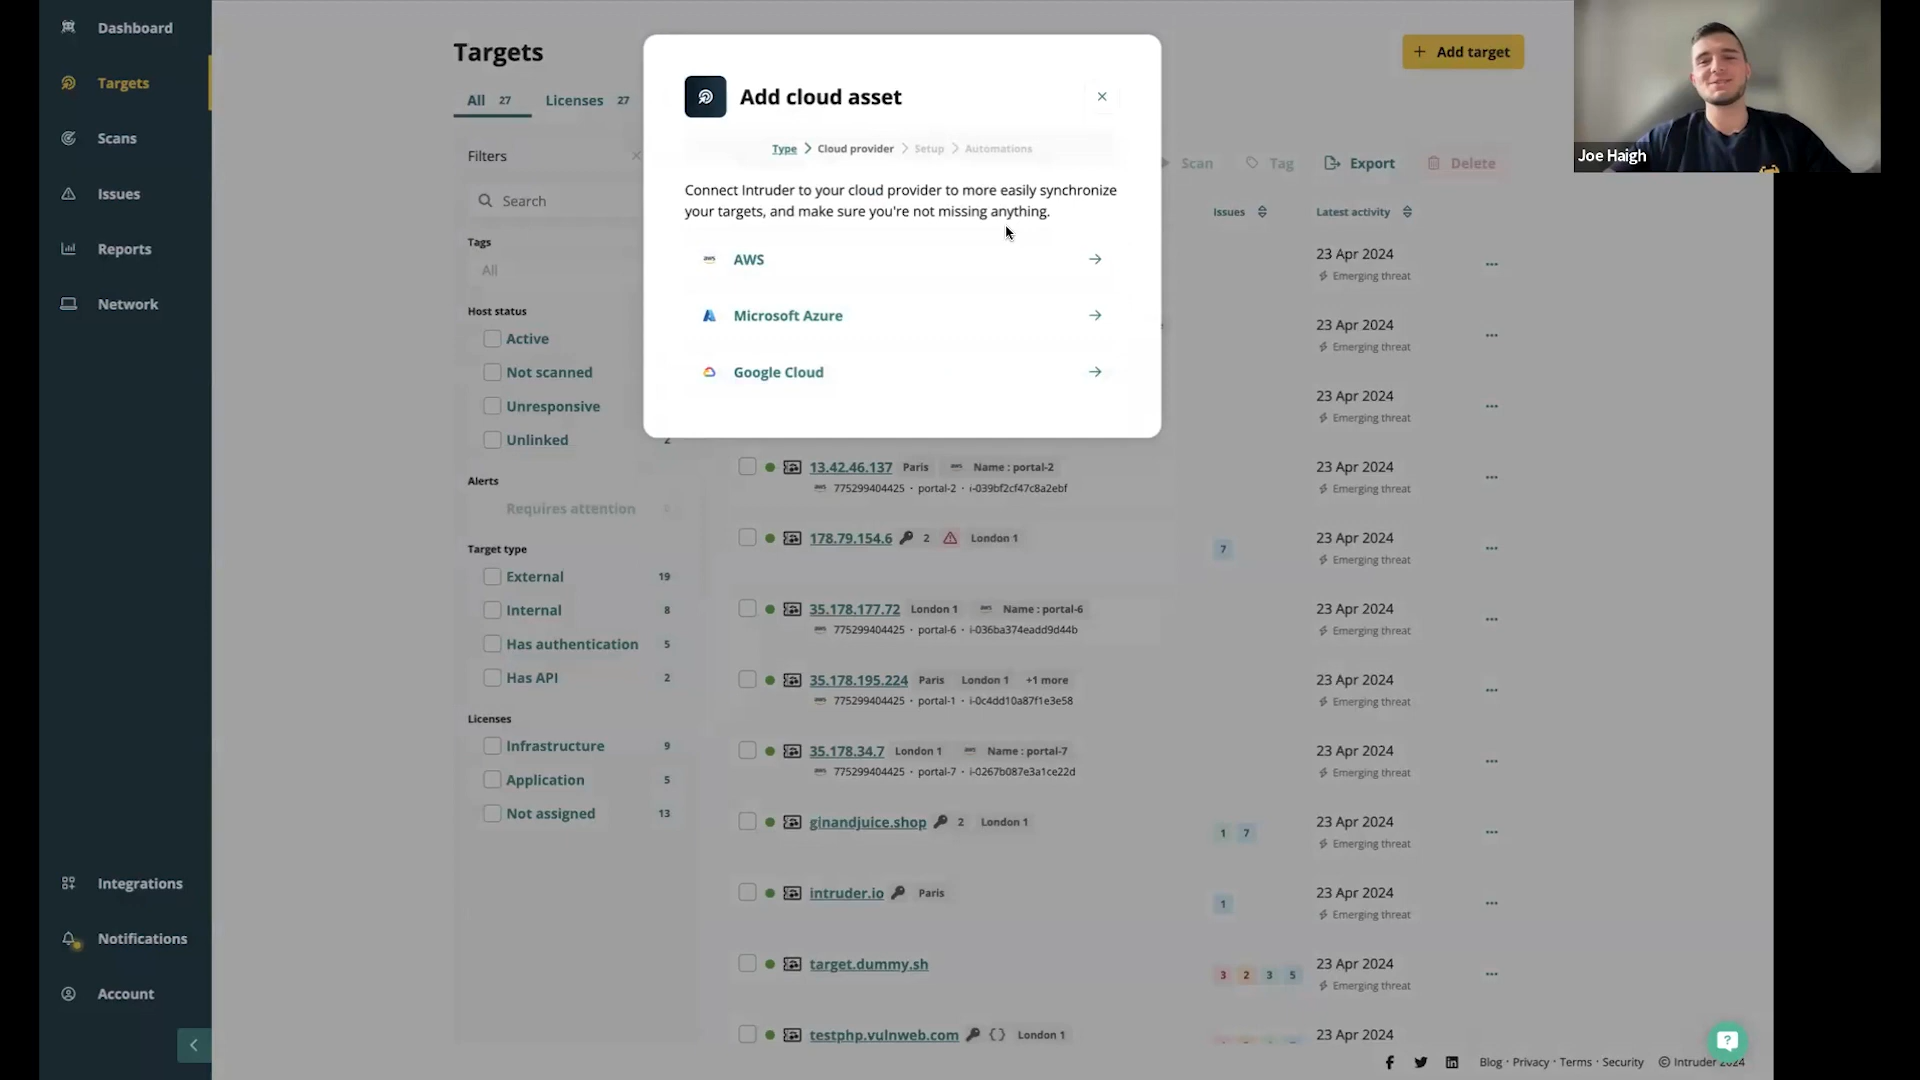 Dashboard
Targets
Scans
Issues
Reports
Network
Integrations
Notifications
Account
Targets
+ Add target
All 27
Licenses 27
Filters
Search
Tags
All
Host status
Active
Not scanned
Unresponsive
Unlinked 2
Alerts
Requires attention
Target type
External 19
Internal 8
Has authentication 5
Has API 2
Licenses
Infrastructure 9
Application 5
Not assigned 13
Add cloud asset
Type > Cloud provider > Setup > Automations
Connect Intruder to your cloud provider to more easily synchronize
your targets, and make sure you're not missing anything.
aws AWS
Microsoft Azure
Google Cloud
Scan Tag Export Delete
Issues Latest activity
23 Apr 2024
Emerging threat
23 Apr 2024
Emerging threat
23 Apr 2024
Emerging threat
13.42.46.137 Paris aws Name : portal-2 23 Apr 2024
aws 775299404425 · portal-2 · i-039bf2cf47c8a2ebf Emerging threat
178.79.154.6 2 London 1 7 23 Apr 2024
Emerging threat
35.178.177.72 London 1 aws Name : portal-6 23 Apr 2024
aws 775299404425 · portal-6 · i-036ba374eadd9d44b Emerging threat
35.178.195.224 Paris London 1 +1 more 23 Apr 2024
aws 775299404425 · portal-1 · i-0c4dd10a87f1e3e58 Emerging threat
35.178.34.7 London 1 aws Name : portal-7 23 Apr 2024
aws 775299404425 · portal-7 · i-0267b087e3a1ce22d Emerging threat
ginandjuice.shop 2 London 1 1 7 23 Apr 2024
Emerging threat
intruder.io Paris 1 23 Apr 2024
Emerging threat
target.dummy.sh 3 2 3 5 23 Apr 2024
Emerging threat
testphp.vulnweb.com {} London 1 23 Apr 2024
Blog · Privacy · Terms · Security © Intruder 2024
Joe Haigh